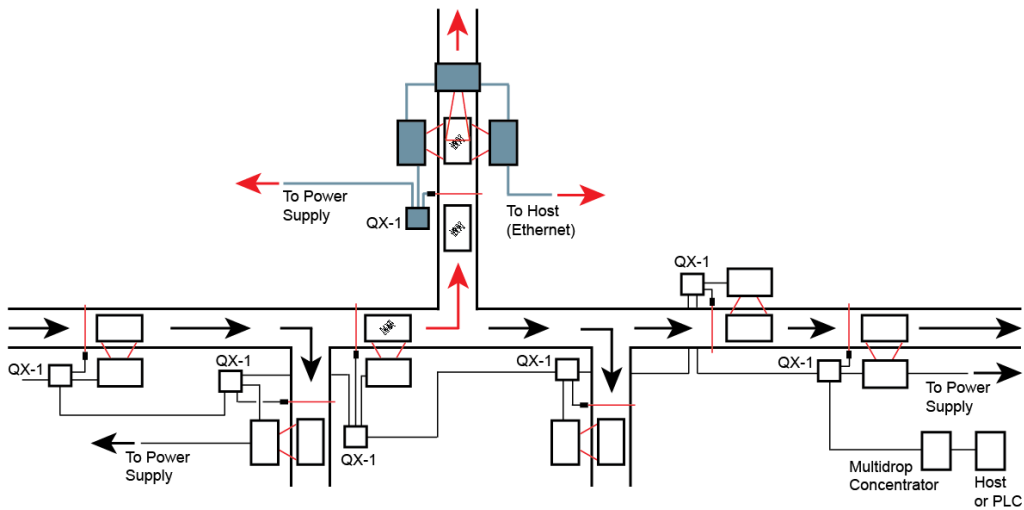 To Power
Supply
QX-1
To Host
(Ethernet)
QX-1
QX-1
QX-1
QX-1
QX-1
QX-1
To Power
Supply
To Power
Supply
Multidrop
Concentrator
Host
or PLC